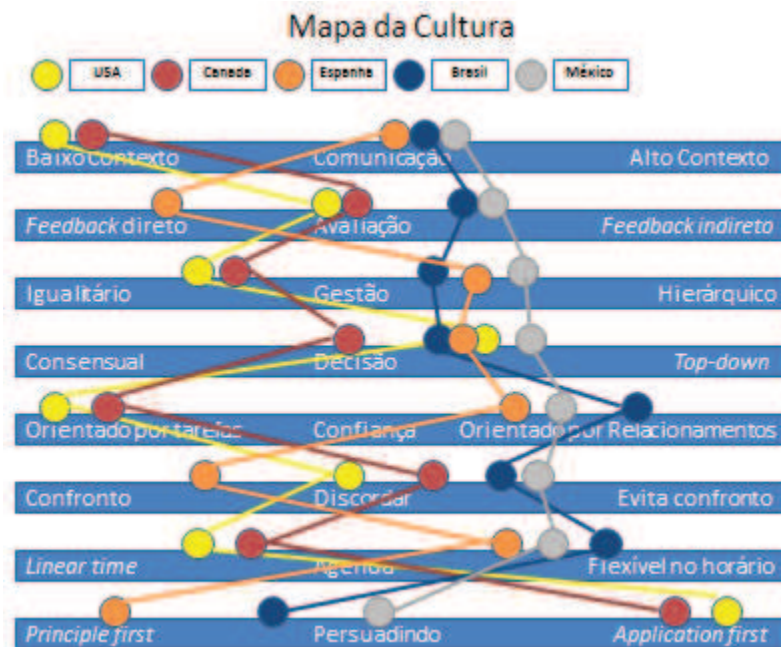 Mapa da Cultura
USA Canada Espanha Brasil México
Baixo Contexto Comunicação Alto Contexto
Feedback direto Avaliação Feedback indireto
Igualitário Gestão Hierárquico
Consensual Decisão Top-down
Orientado por tarefas Confiança Orientado por Relacionamentos
Confronto Discordar Evita confronto
Linear time Agenda Flexível no horário
Principle first Persuadindo Application first